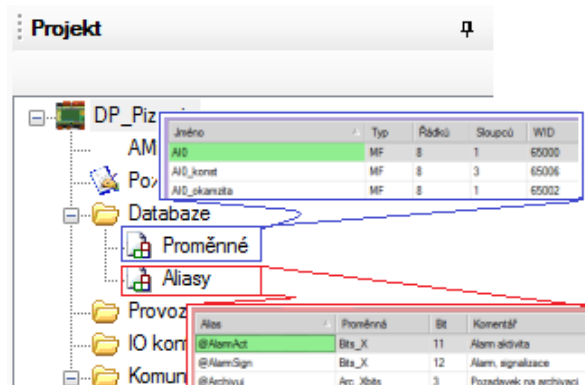 Projekt
DP_Piz
AM
Jméno Typ Řádků Sloupců WID
AI0 MF 8 1 65000
AI0_konst MF 8 3 65006
AI0_okamzita MF 8 1 65002
Databaze
Proměnné
Aliasy
Provoz
IO kon
Komun
Alias Proměnná Bit Komentář
@AlarmAct Bits_X 11 Alarm aktivita
@AlarmSign Bits_X 12 Alarm, signalizace
@Archivuj Arc_Xbits 3 Pozadavek na archivaci